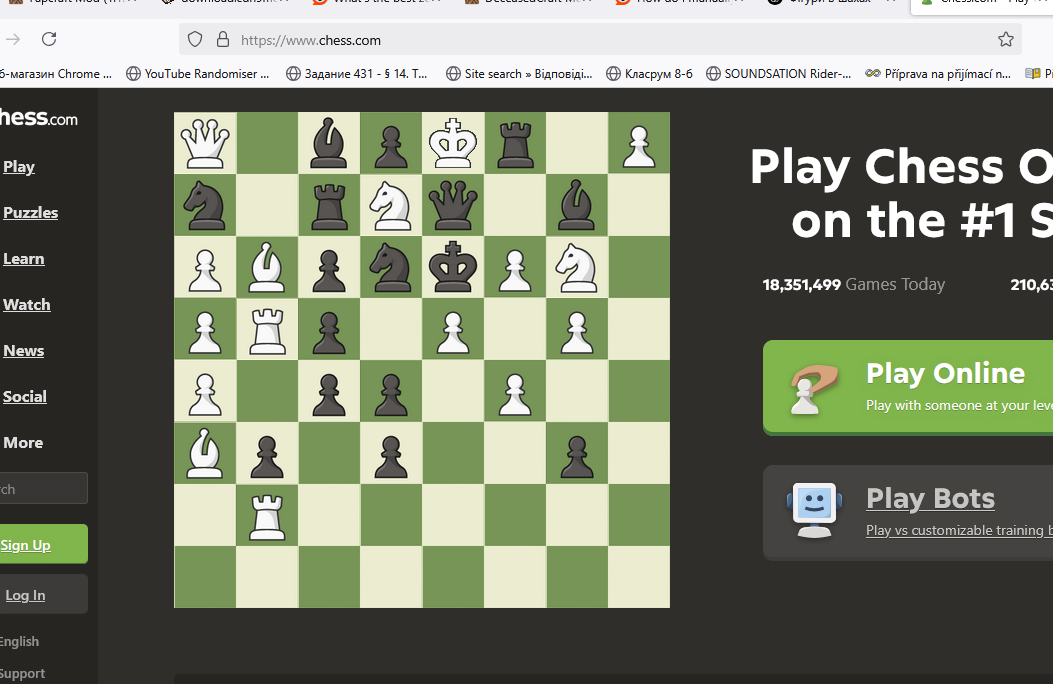 https://www.chess.com
б-магазин Chrome ... YouTube Randomiser ... Задание 431 - § 14. Т... Site search » Відповіді... Класрум 8-б SOUNDSATION Rider-... Příprava na přijímací n...
hess.com
Play
Puzzles
Learn
Watch
News
Social
More
rch
Sign Up
Log In
English
Support
Play Chess O
on the #1 S
18,351,499 Games Today 210,63
Play Online
Play with someone at your leve
Play Bots
Play vs customizable training b